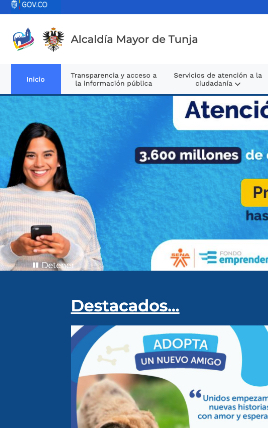 GOV.CO
Alcaldía Mayor de Tunja
Inicio
Transparencia y acceso a
la información pública
Servicios de atención a la
ciudadanía
Atenció
3.600 millones de
Pr
has
Detener
SENA
FONDO
emprender
Destacados...
ADOPTA
UN NUEVO AMIGO
“Unidos empezam
nuevas historias
con amor y espera